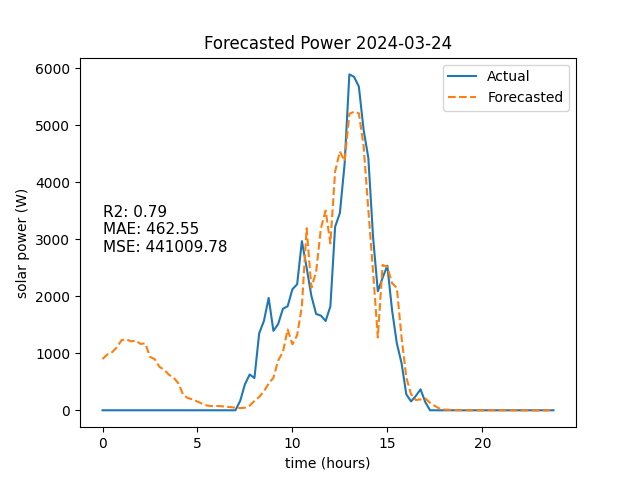 Forecasted Power 2024-03-24
Actual
Forecasted
R2: 0.79
MAE: 462.55
MSE: 441009.78
solar power (W)
6000
5000
4000
3000
2000
1000
0
0 5 10 15 20
time (hours)